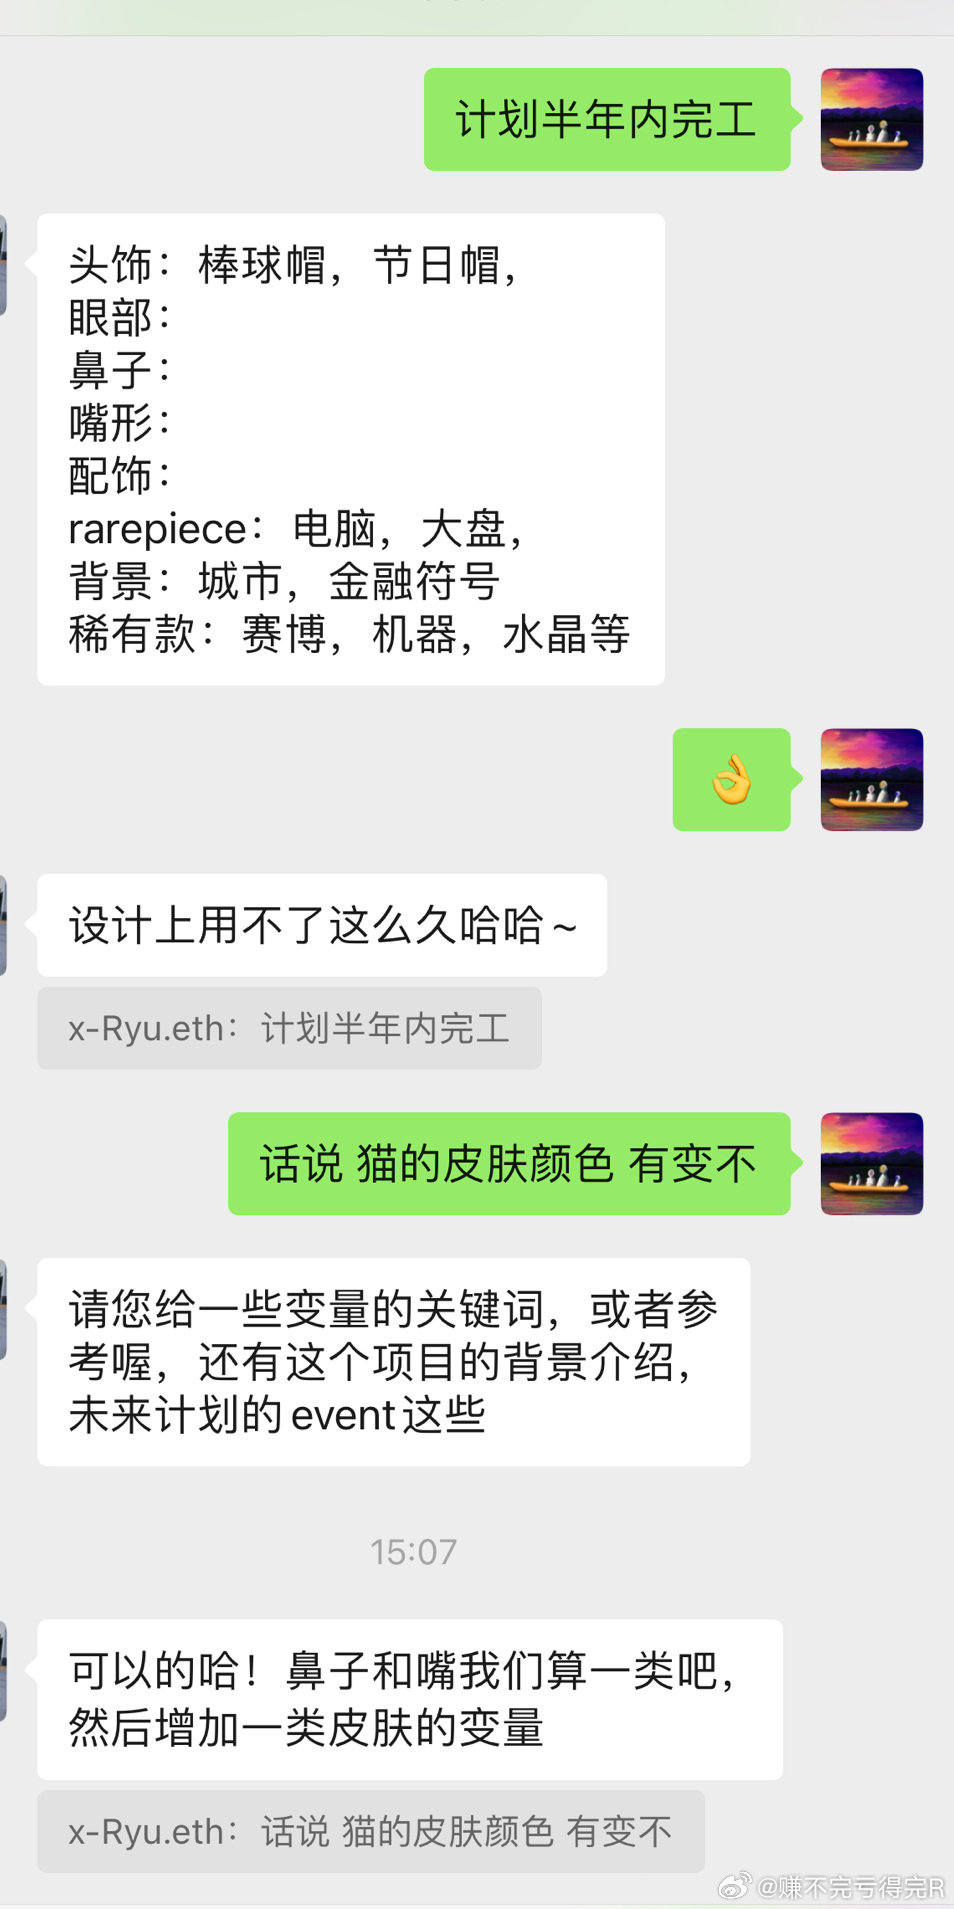 计划半年内完工
头饰：棒球帽，节日帽，
眼部：
鼻子：
嘴形：
配饰：
rarepiece：电脑，大盘，
背景：城市，金融符号
稀有款：赛博，机器，水晶等
👌
设计上用不了这么久哈哈~
x-Ryu.eth：计划半年内完工
话说 猫的皮肤颜色 有变不
请您给一些变量的关键词，或者参
考喔，还有这个项目的背景介绍，
未来计划的event这些
15:07
可以的哈！鼻子和嘴我们算一类吧，
然后增加一类皮肤的变量
x-Ryu.eth：话说 猫的皮肤颜色 有变不
@赚不完亏得完R